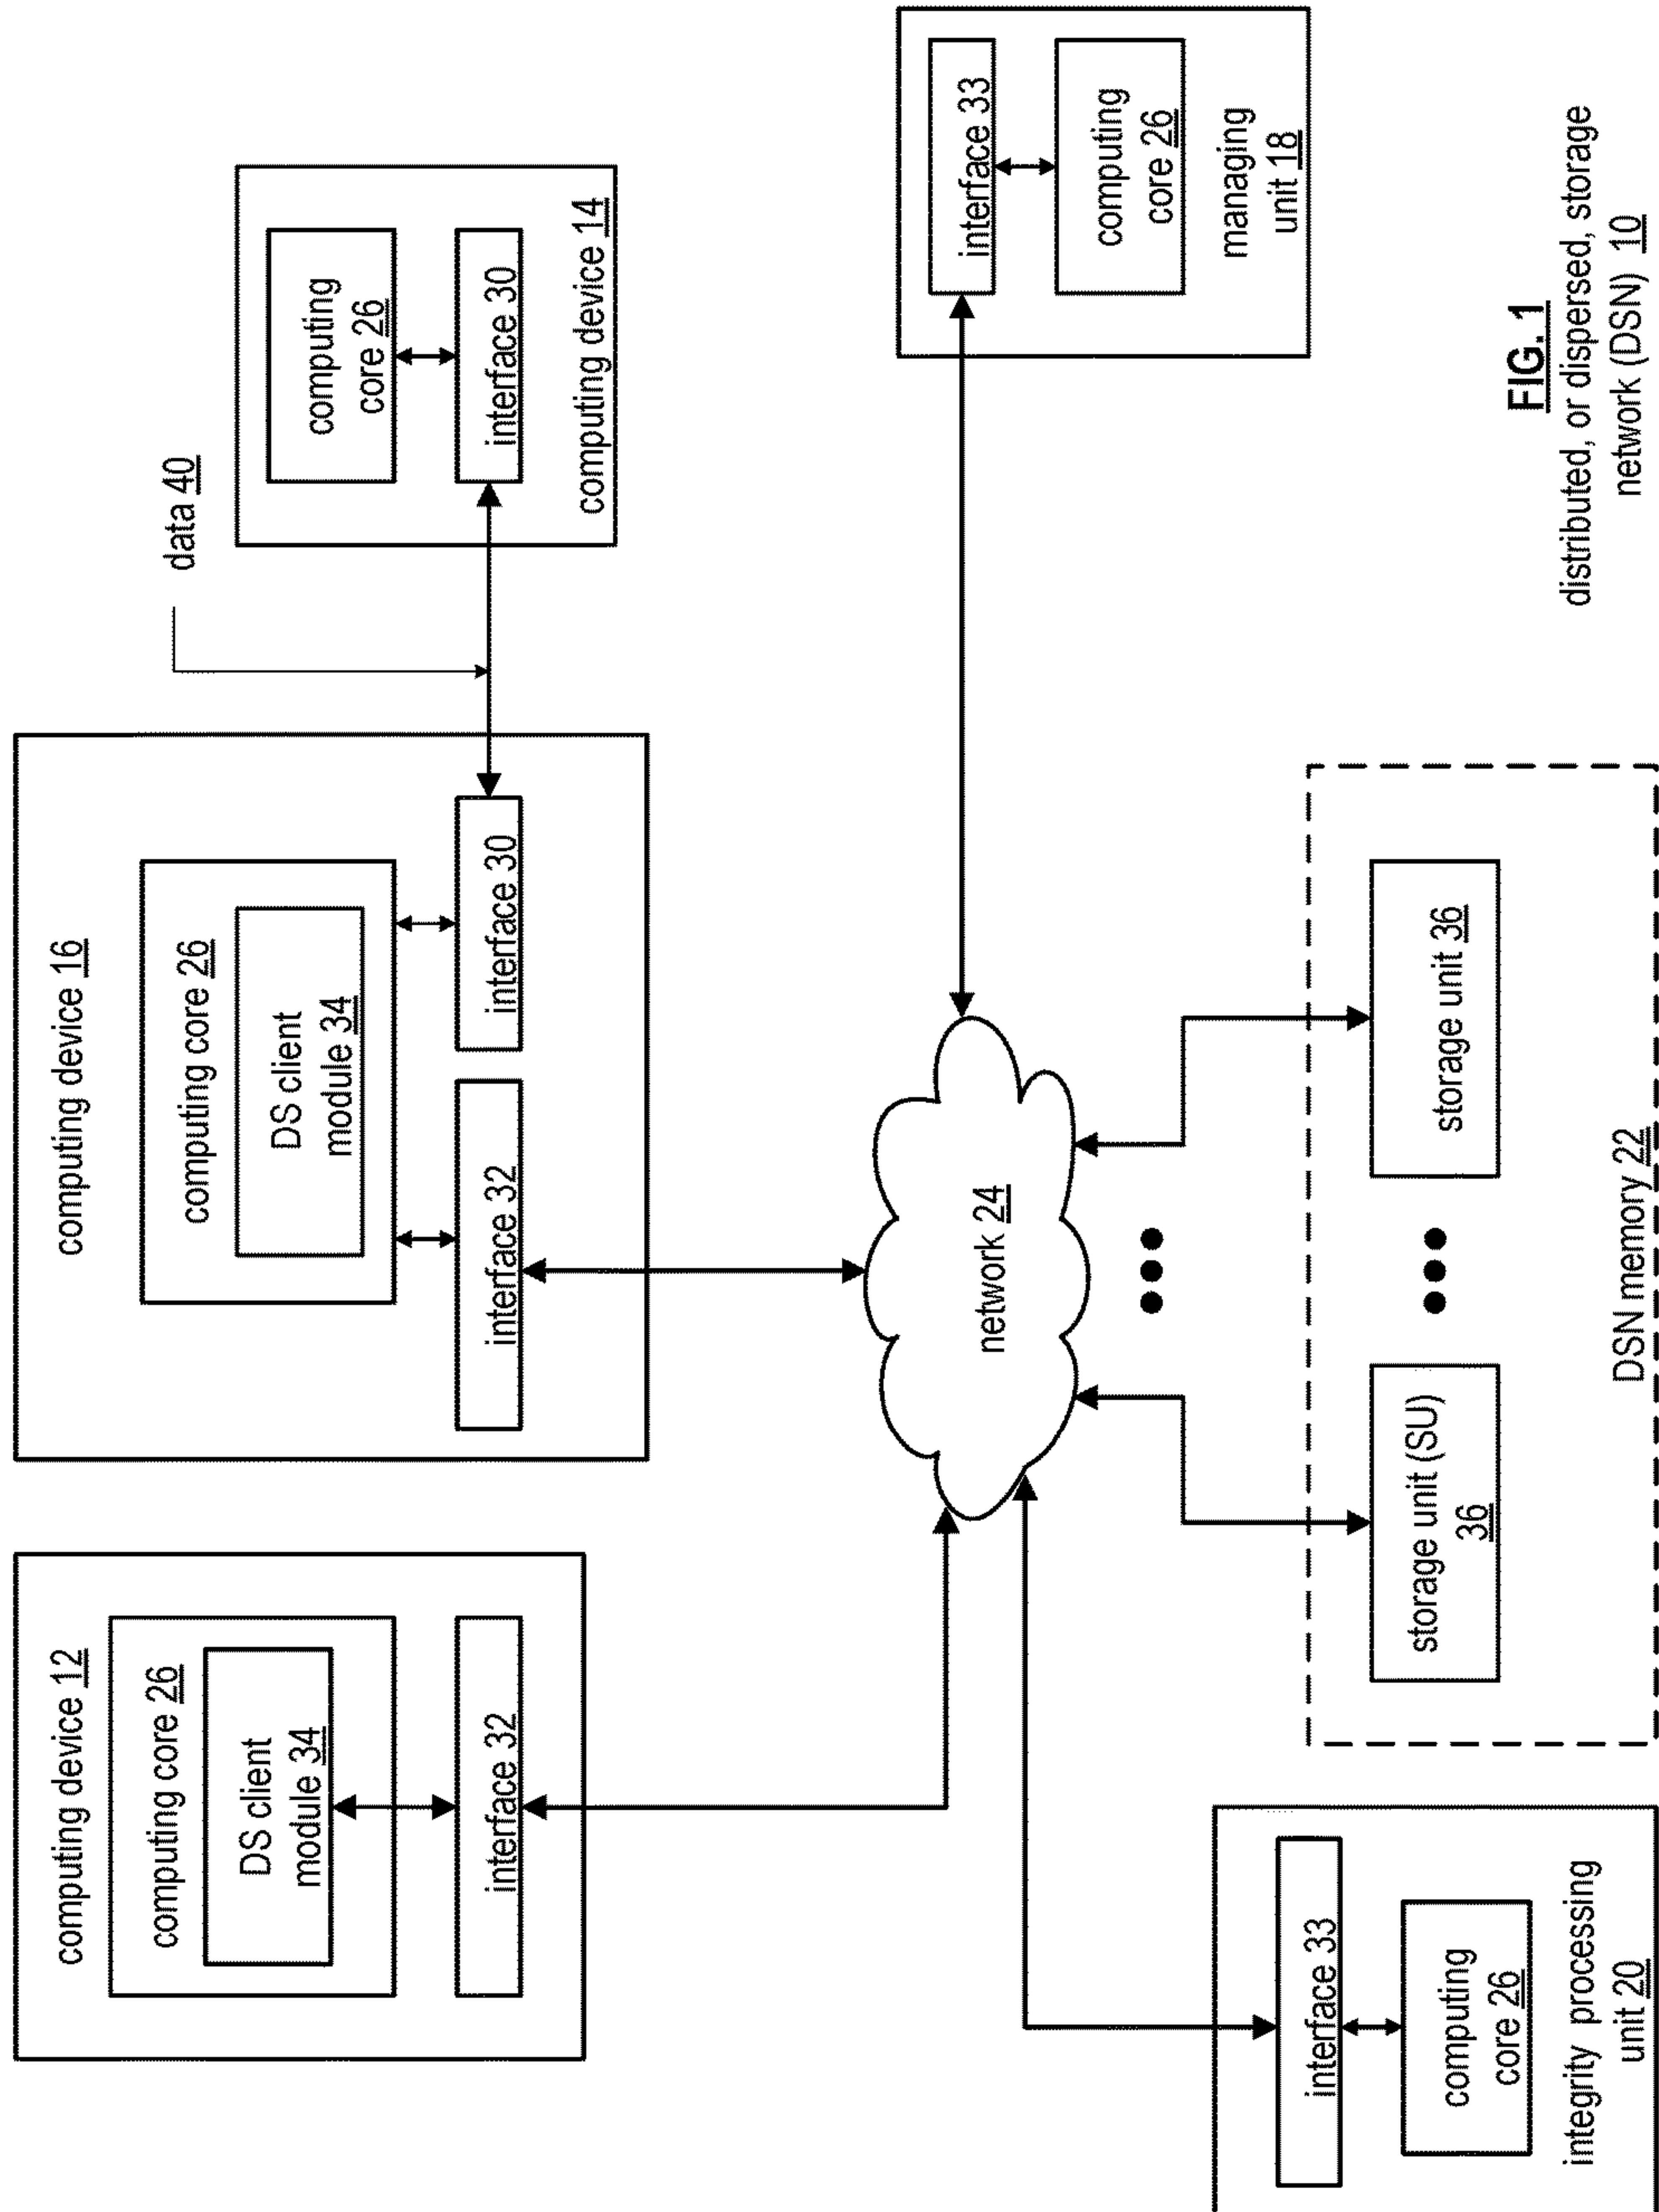 computing device 12
computing core 26
DS client
module 34
interface 32
computing device 16
computing core 26
DS client
module 34
interface 32
interface 30
data 40
computing
core 26
interface 30
computing device 14
network 24
interface 33
computing
core 26
managing
unit 18
interface 33
computing
core 26
integrity processing
unit 20
storage unit (SU)
36
storage unit 36
DSN memory 22
FIG. 1
distributed, or dispersed, storage
network (DSN) 10